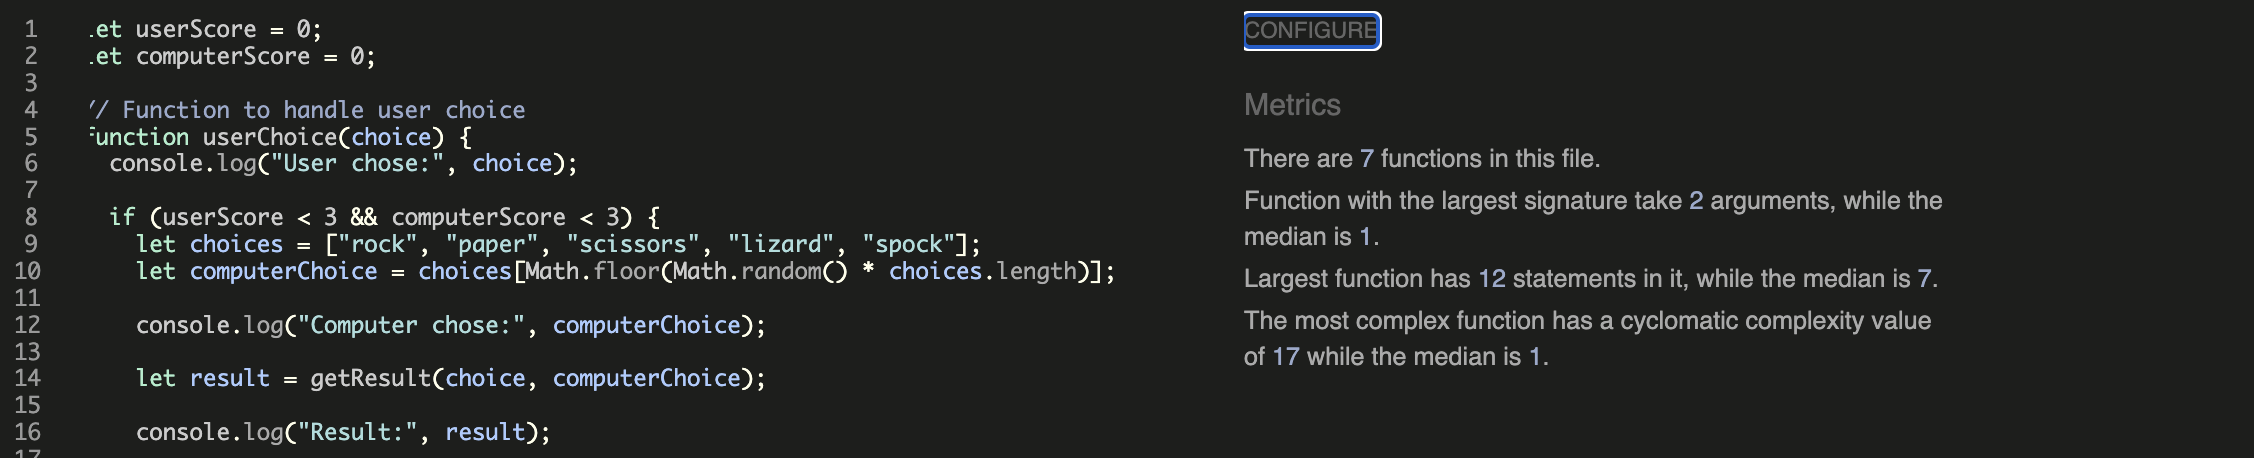 1 let userScore = 0;
2 let computerScore = 0;
3
4 // Function to handle user choice
5 function userChoice(choice) {
6 console.log("User chose:", choice);
7
8 if (userScore < 3 && computerScore < 3) {
9 let choices = ["rock", "paper", "scissors", "lizard", "spock"];
10 let computerChoice = choices[Math.floor(Math.random() * choices.length)];
11
12 console.log("Computer chose:", computerChoice);
13
14 let result = getResult(choice, computerChoice);
15
16 console.log("Result:", result);
17
CONFIGURE
Metrics
There are 7 functions in this file.
Function with the largest signature take 2 arguments, while the
median is 1.
Largest function has 12 statements in it, while the median is 7.
The most complex function has a cyclomatic complexity value
of 17 while the median is 1.